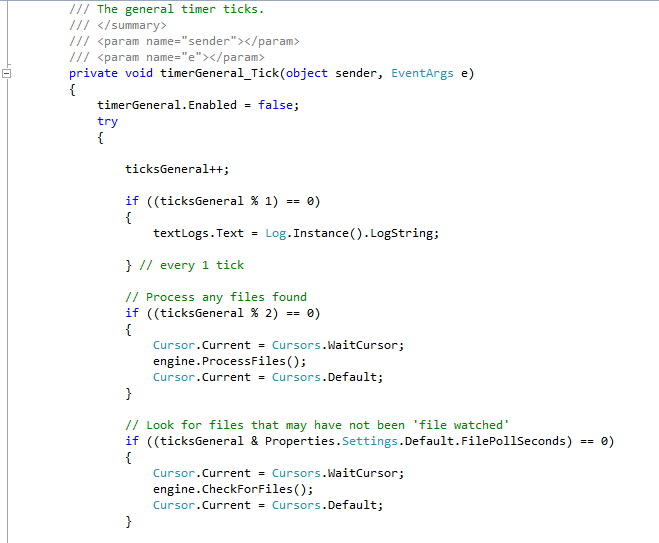 /// The general timer ticks.
/// </summary>
/// <param name="sender"></param>
/// <param name="e"></param>
private void timerGeneral_Tick(object sender, EventArgs e)
{
timerGeneral.Enabled = false;
try
{
ticksGeneral++;
if ((ticksGeneral % 1) == 0)
{
textLogs.Text = Log.Instance().LogString;
} // every 1 tick
// Process any files found
if ((ticksGeneral % 2) == 0)
{
Cursor.Current = Cursors.WaitCursor;
engine.ProcessFiles();
Cursor.Current = Cursors.Default;
}
// Look for files that may have not been 'file watched'
if ((ticksGeneral & Properties.Settings.Default.FilePollSeconds) == 0)
{
Cursor.Current = Cursors.WaitCursor;
engine.CheckForFiles();
Cursor.Current = Cursors.Default;
}